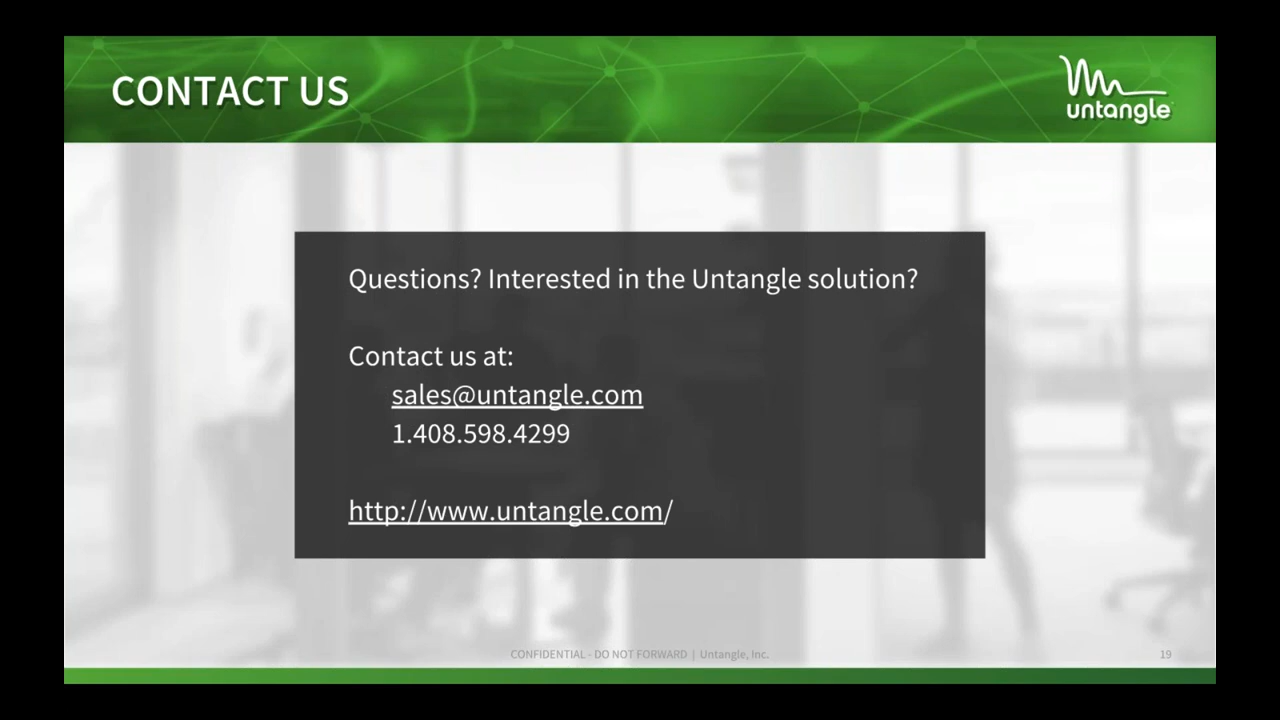 CONTACT US
untangle
Questions? Interested in the Untangle solution?
Contact us at:
sales@untangle.com
1.408.598.4299
http://www.untangle.com/
CONFIDENTIAL - DO NOT FORWARD | Untangle, Inc.
19